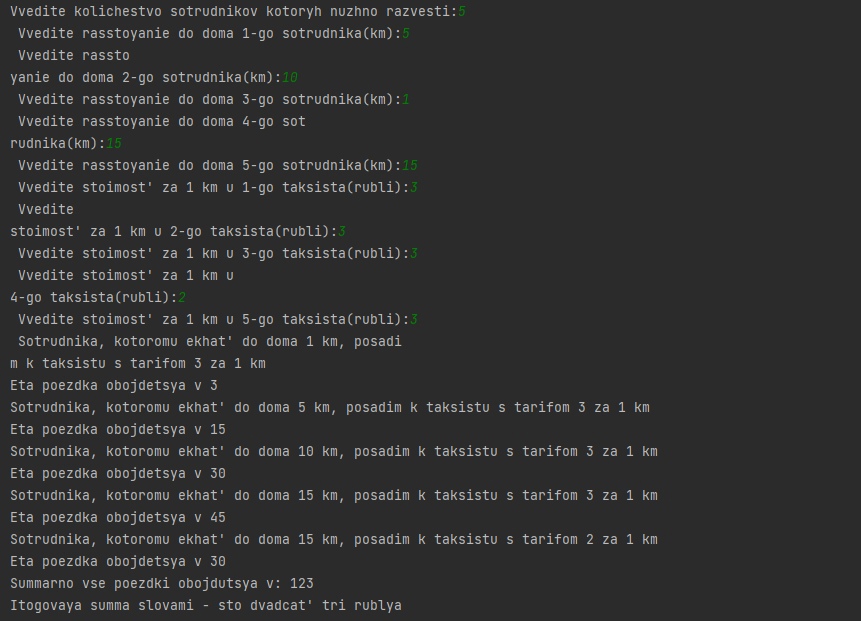 Vvedite kolichestvo sotrudnikov kotoryh nuzhno razvesti:5
Vvedite rasstoyanie do doma 1-go sotrudnika(km):5
Vvedite rassto
yanie do doma 2-go sotrudnika(km):10
Vvedite rasstoyanie do doma 3-go sotrudnika(km):1
Vvedite rasstoyanie do doma 4-go sot
rudnika(km):15
Vvedite rasstoyanie do doma 5-go sotrudnika(km):15
Vvedite stoimost' za 1 km u 1-go taksista(rubli):3
Vvedite
stoimost' za 1 km u 2-go taksista(rubli):3
Vvedite stoimost' za 1 km u 3-go taksista(rubli):3
Vvedite stoimost' za 1 km u
4-go taksista(rubli):2
Vvedite stoimost' za 1 km u 5-go taksista(rubli):3
Sotrudnika, kotoromu ekhat' do doma 1 km, posadi
m k taksistu s tarifom 3 za 1 km
Eta poezdka obojdetsya v 3
Sotrudnika, kotoromu ekhat' do doma 5 km, posadim k taksistu s tarifom 3 za 1 km
Eta poezdka obojdetsya v 15
Sotrudnika, kotoromu ekhat' do doma 10 km, posadim k taksistu s tarifom 3 za 1 km
Eta poezdka obojdetsya v 30
Sotrudnika, kotoromu ekhat' do doma 15 km, posadim k taksistu s tarifom 3 za 1 km
Eta poezdka obojdetsya v 45
Sotrudnika, kotoromu ekhat' do doma 15 km, posadim k taksistu s tarifom 2 za 1 km
Eta poezdka obojdetsya v 30
Summarno vse poezdki obojdutsya v: 123
Itogovaya summa slovami - sto dvadcat' tri rublya